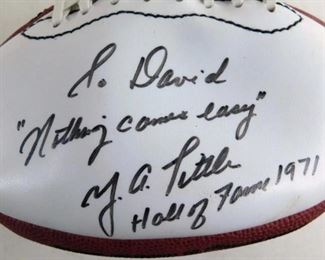 To David
"Nothing comes easy"
Y. A. Tittle
Hall of Fame 1971